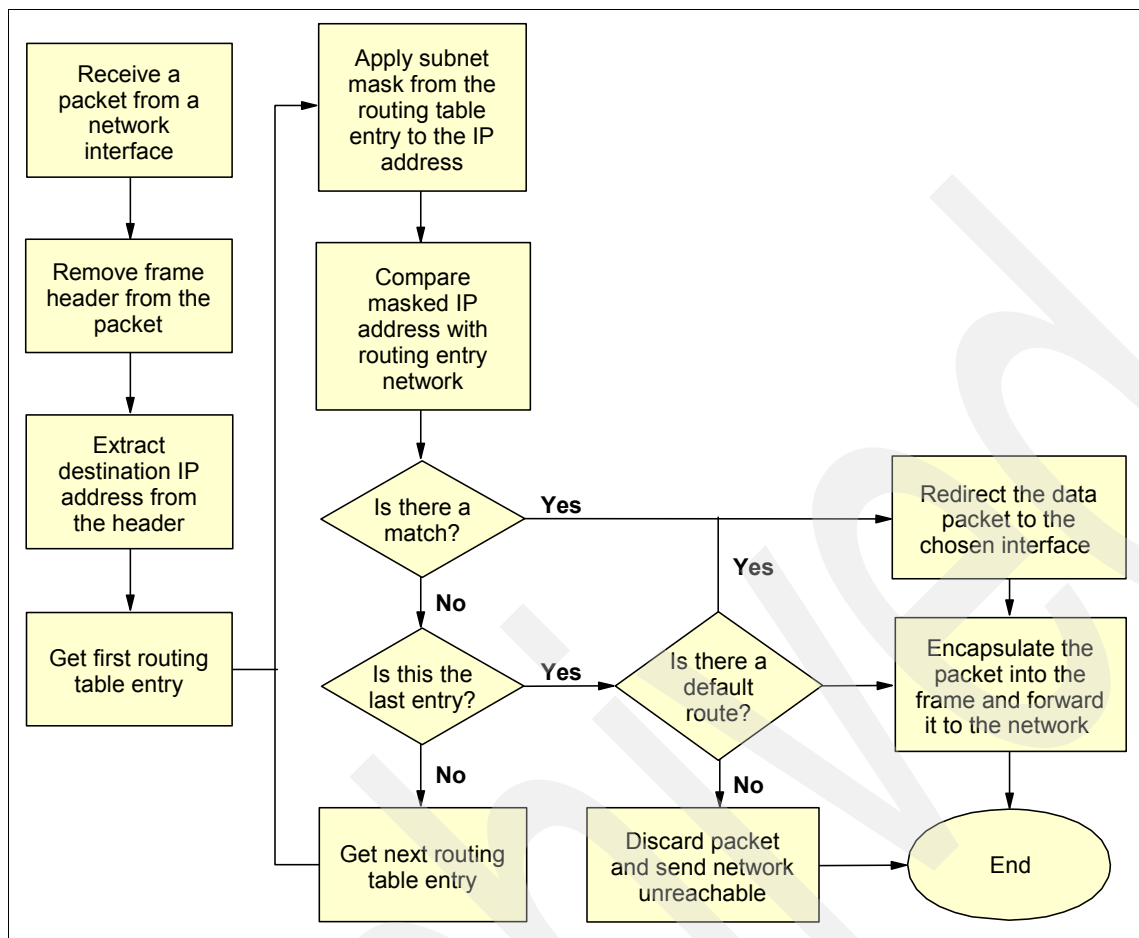 Receive a
packet from a
network
interface
Remove frame
header from the
packet
Extract
destination IP
address from
the header
Get first routing
table entry
Apply subnet
mask from the
routing table
entry to the IP
address
Compare
masked IP
address with
routing entry
network
Is there a
match?
Yes
No
Is this the
last entry?
Yes
No
Get next routing
table entry
Is there a
default
route?
Yes
No
Discard packet
and send network
unreachable
Redirect the data
packet to the
chosen interface
Encapsulate the
packet into the
frame and forward
it to the network
End